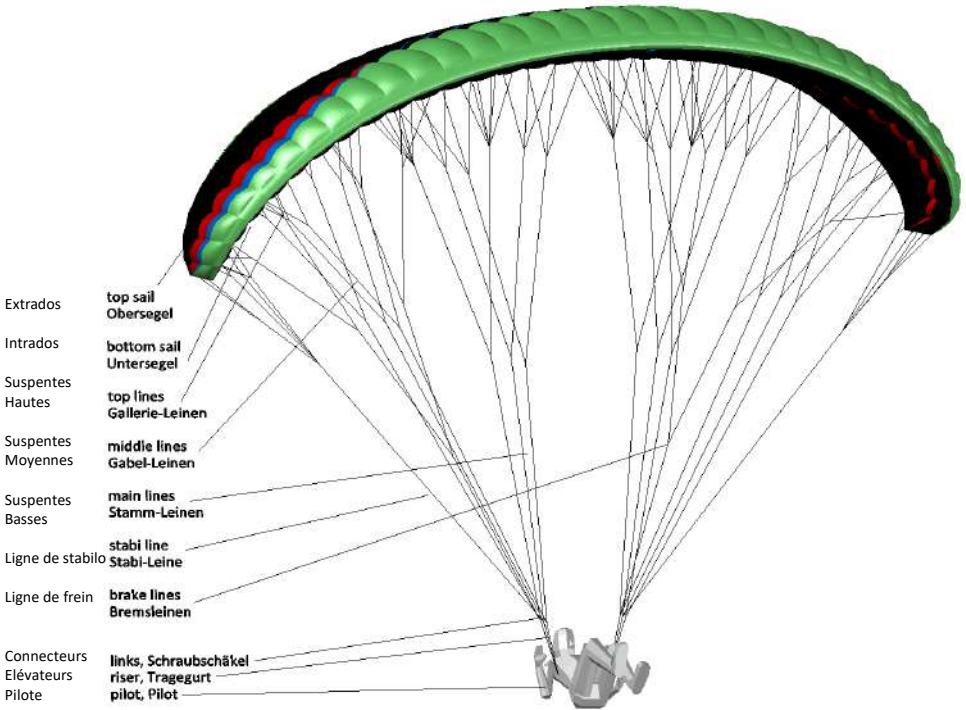 Extrados
top sail
Obersegel
Intrados
bottom sail
Untersegel
Suspentes
Hautes
top lines
Gallerie-Leinen
Suspentes
Moyennes
middle lines
Gabel-Leinen
Suspentes
Basses
main lines
Stamm-Leinen
Ligne de stabilo
stabi line
Stabi-Leine
Ligne de frein
brake lines
Bremsleinen
Connecteurs
links, Schraubschäkel
Elévateurs
riser, Tragegurt
Pilote
pilot, Pilot